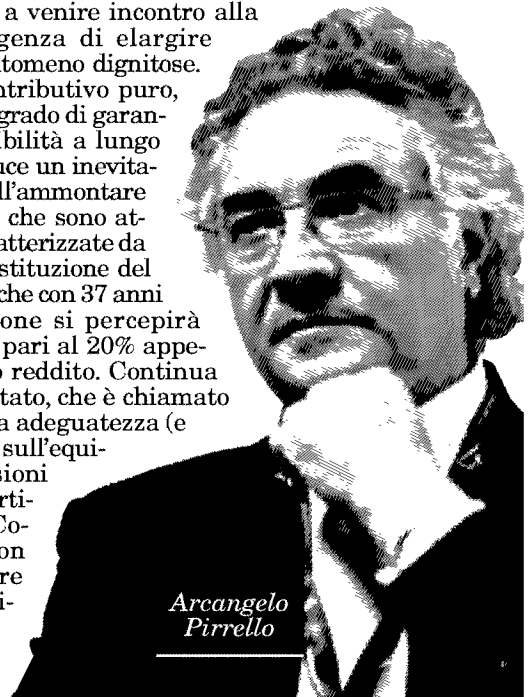 a venire incontro alla
genza di elargire
ntomeno dignitose.
ntributivo puro,
grado di garan-
ibilità a lungo
uce un inevita-
ll'ammontare
che sono at-
atterizzate da
stituzione del
che con 37 anni
one si percepirà
pari al 20% appe-
o reddito. Continua
tato, che è chiamato
a adeguatezza (e
sull'equi-
sioni
rti-
Co-
on
re
i-
Arcangelo
Pirrello